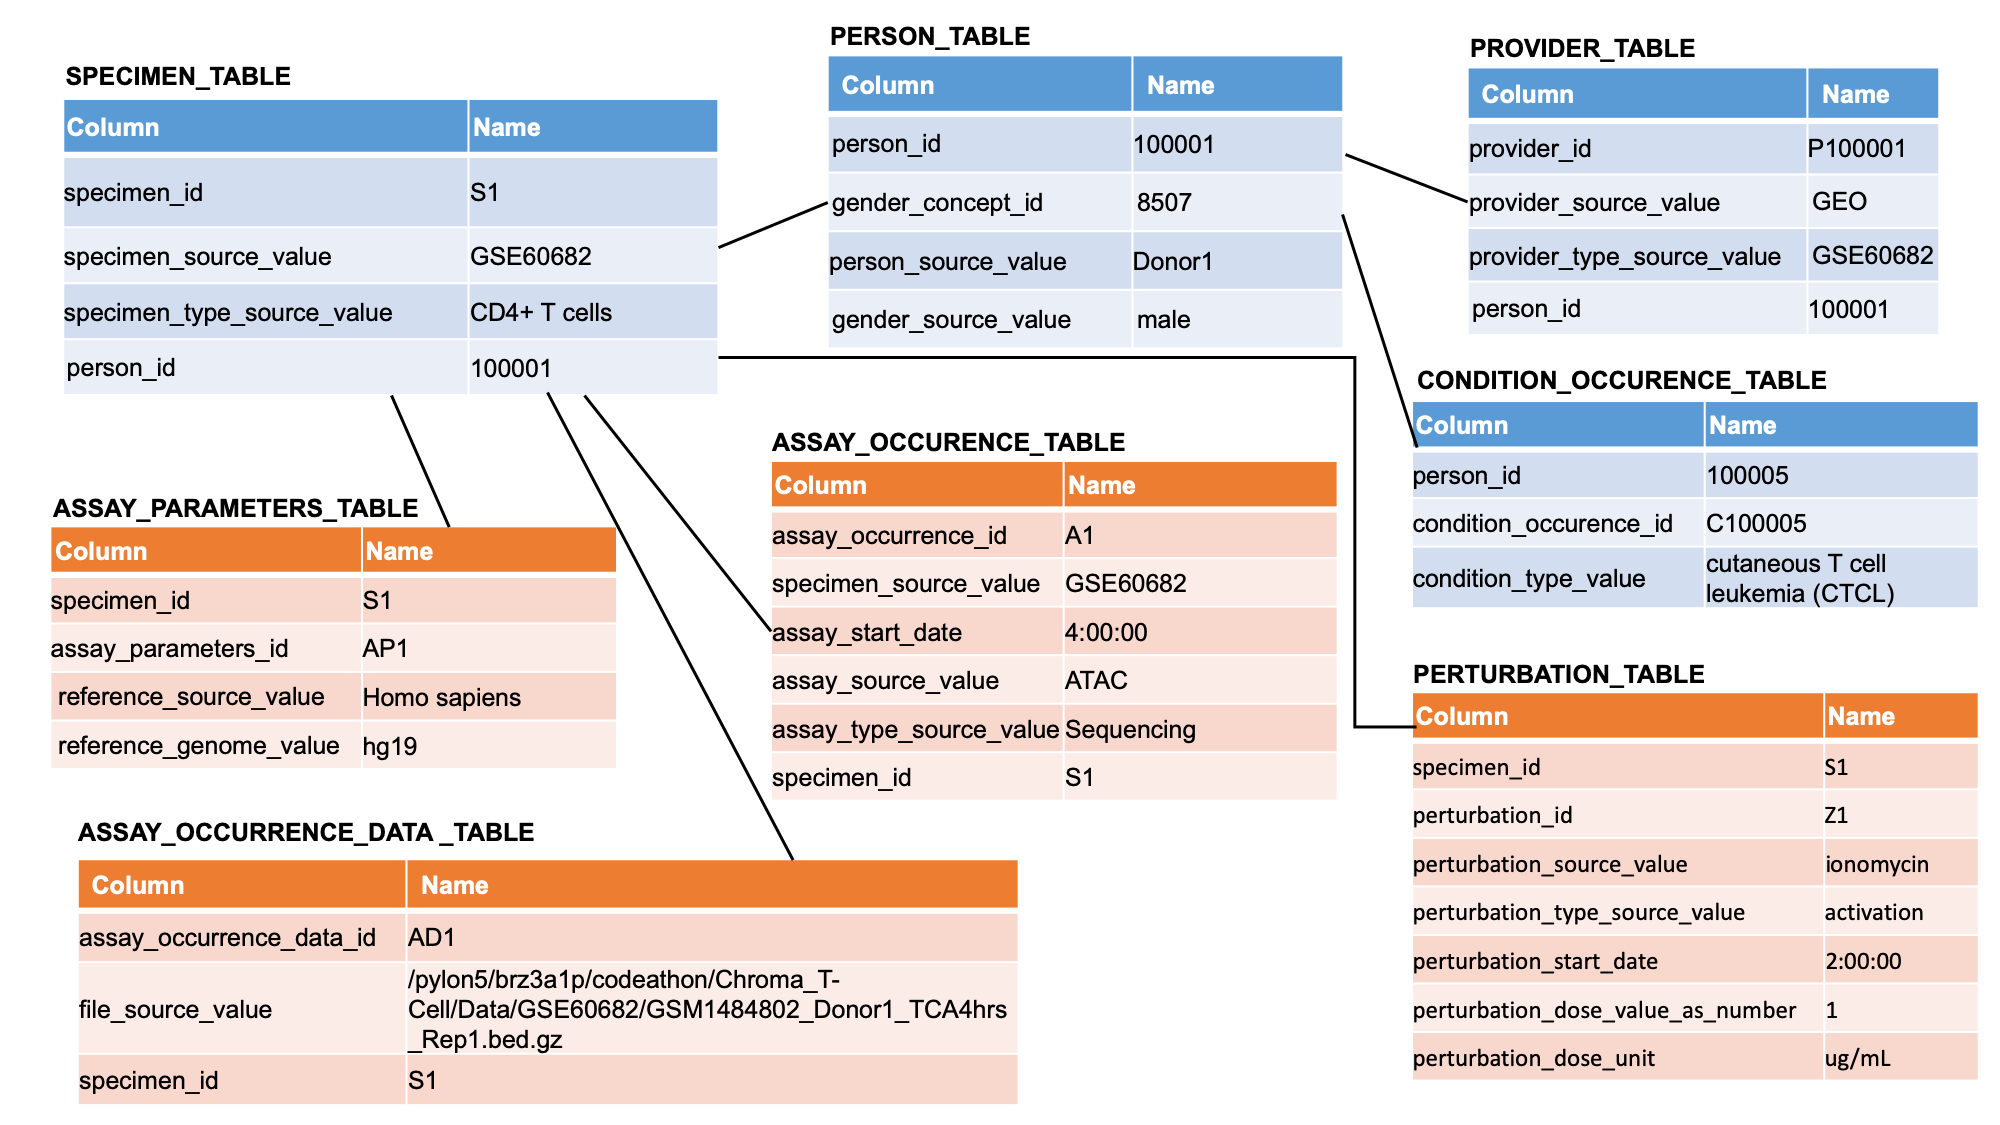 SPECIMEN_TABLE
Column Name
specimen_id S1
specimen_source_value GSE60682
specimen_type_source_value CD4+ T cells
person_id 100001
PERSON_TABLE
Column Name
person_id 100001
gender_concept_id 8507
person_source_value Donor1
gender_source_value male
PROVIDER_TABLE
Column Name
provider_id P100001
provider_source_value GEO
provider_type_source_value GSE60682
person_id 100001
CONDITION_OCCURENCE_TABLE
Column Name
person_id 100005
condition_occurence_id C100005
condition_type_value cutaneous T cell
leukemia (CTCL)
ASSAY_PARAMETERS_TABLE
Column Name
specimen_id S1
assay_parameters_id AP1
reference_source_value Homo sapiens
reference_genome_value hg19
ASSAY_OCCURENCE_TABLE
Column Name
assay_occurrence_id A1
specimen_source_value GSE60682
assay_start_date 4:00:00
assay_source_value ATAC
assay_type_source_value Sequencing
specimen_id S1
PERTURBATION_TABLE
Column Name
specimen_id S1
perturbation_id Z1
perturbation_source_value ionomycin
perturbation_type_source_value activation
perturbation_start_date 2:00:00
perturbation_dose_value_as_number 1
perturbation_dose_unit ug/mL
ASSAY_OCCURRENCE_DATA _TABLE
Column Name
assay_occurrence_data_id AD1
file_source_value /pylon5/brz3a1p/codeathon/Chroma_T-
Cell/Data/GSE60682/GSM1484802_Donor1_TCA4hrs
_Rep1.bed.gz
specimen_id S1